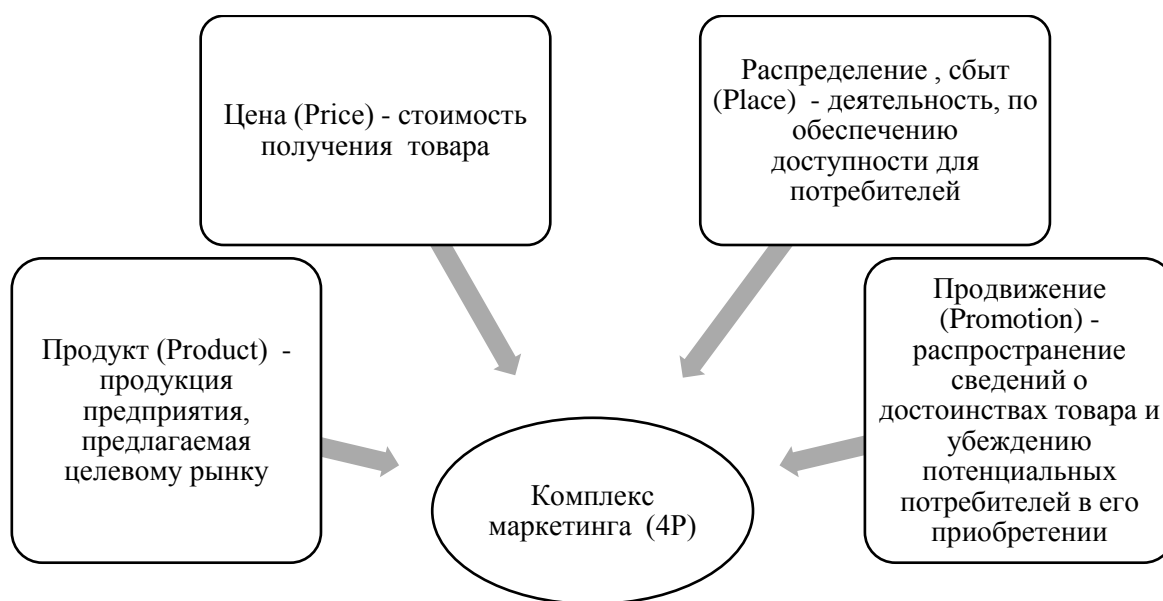 Цена (Price) - стоимость
получения товара
Распределение , сбыт
(Place) - деятельность, по
обеспечению
доступности для
потребителей
Продукт (Product) -
продукция
предприятия,
предлагаемая
целевому рынку
Продвижение
(Promotion) -
распространение
сведений о
достоинствах товара и
убеждению
потенциальных
потребителей в его
приобретении
Комплекс
маркетинга (4P)